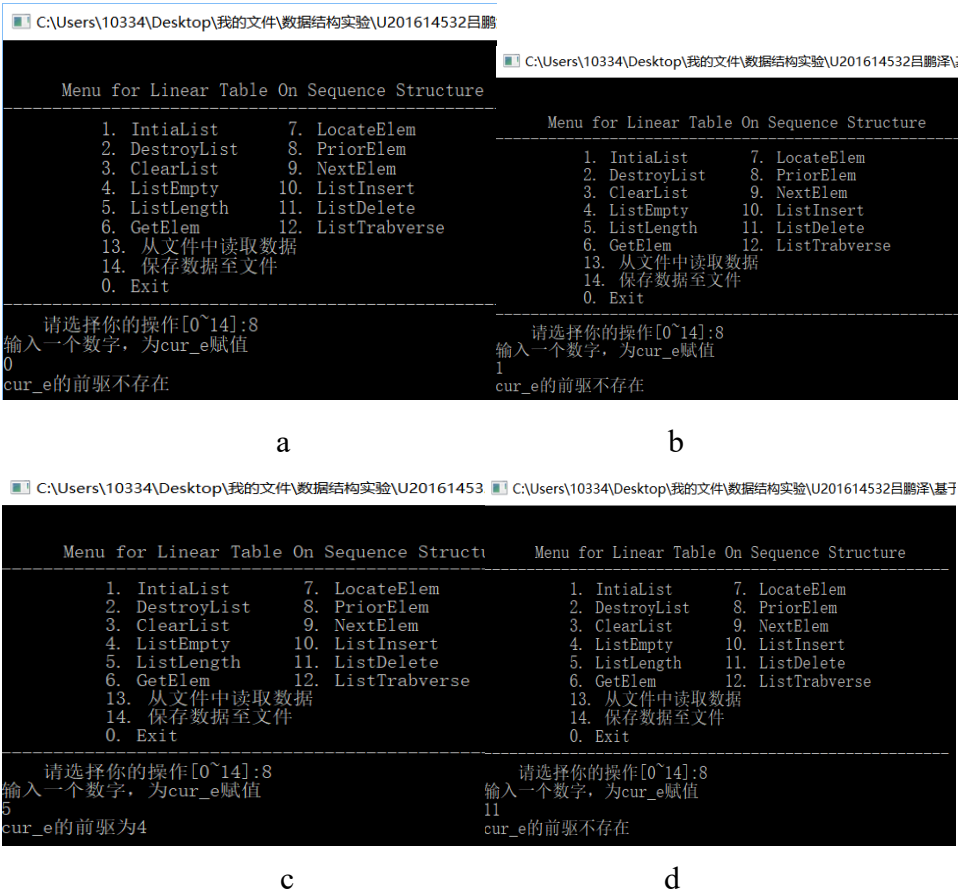 C:\Users\10334\Desktop\我的文件\数据结构实验\U201614532吕鹏
Menu for Linear Table On Sequence Structure
1. IntiaList 7. LocateElem
2. DestroyList 8. PriorElem
3. ClearList 9. NextElem
4. ListEmpty 10. ListInsert
5. ListLength 11. ListDelete
6. GetElem 12. ListTrabverse
13. 从文件中读取数据
14. 保存数据至文件
0. Exit
请选择你的操作[0~14]:8
输入一个数字，为cur_e赋值
0
cur_e的前驱不存在
a
C:\Users\10334\Desktop\我的文件\数据结构实验\U201614532吕鹏泽\
Menu for Linear Table On Sequence Structure
1. IntiaList 7. LocateElem
2. DestroyList 8. PriorElem
3. ClearList 9. NextElem
4. ListEmpty 10. ListInsert
5. ListLength 11. ListDelete
6. GetElem 12. ListTrabverse
13. 从文件中读取数据
14. 保存数据至文件
0. Exit
请选择你的操作[0~14]:8
输入一个数字，为cur_e赋值
1
cur_e的前驱不存在
b
C:\Users\10334\Desktop\我的文件\数据结构实验\U20161453
Menu for Linear Table On Sequence Structu
1. IntiaList 7. LocateElem
2. DestroyList 8. PriorElem
3. ClearList 9. NextElem
4. ListEmpty 10. ListInsert
5. ListLength 11. ListDelete
6. GetElem 12. ListTrabverse
13. 从文件中读取数据
14. 保存数据至文件
0. Exit
请选择你的操作[0~14]:8
输入一个数字，为cur_e赋值
5
cur_e的前驱为4
c
C:\Users\10334\Desktop\我的文件\数据结构实验\U201614532吕鹏泽\基于
Menu for Linear Table On Sequence Structure
1. IntiaList 7. LocateElem
2. DestroyList 8. PriorElem
3. ClearList 9. NextElem
4. ListEmpty 10. ListInsert
5. ListLength 11. ListDelete
6. GetElem 12. ListTrabverse
13. 从文件中读取数据
14. 保存数据至文件
0. Exit
请选择你的操作[0~14]:8
输入一个数字，为cur_e赋值
11
cur_e的前驱不存在
d